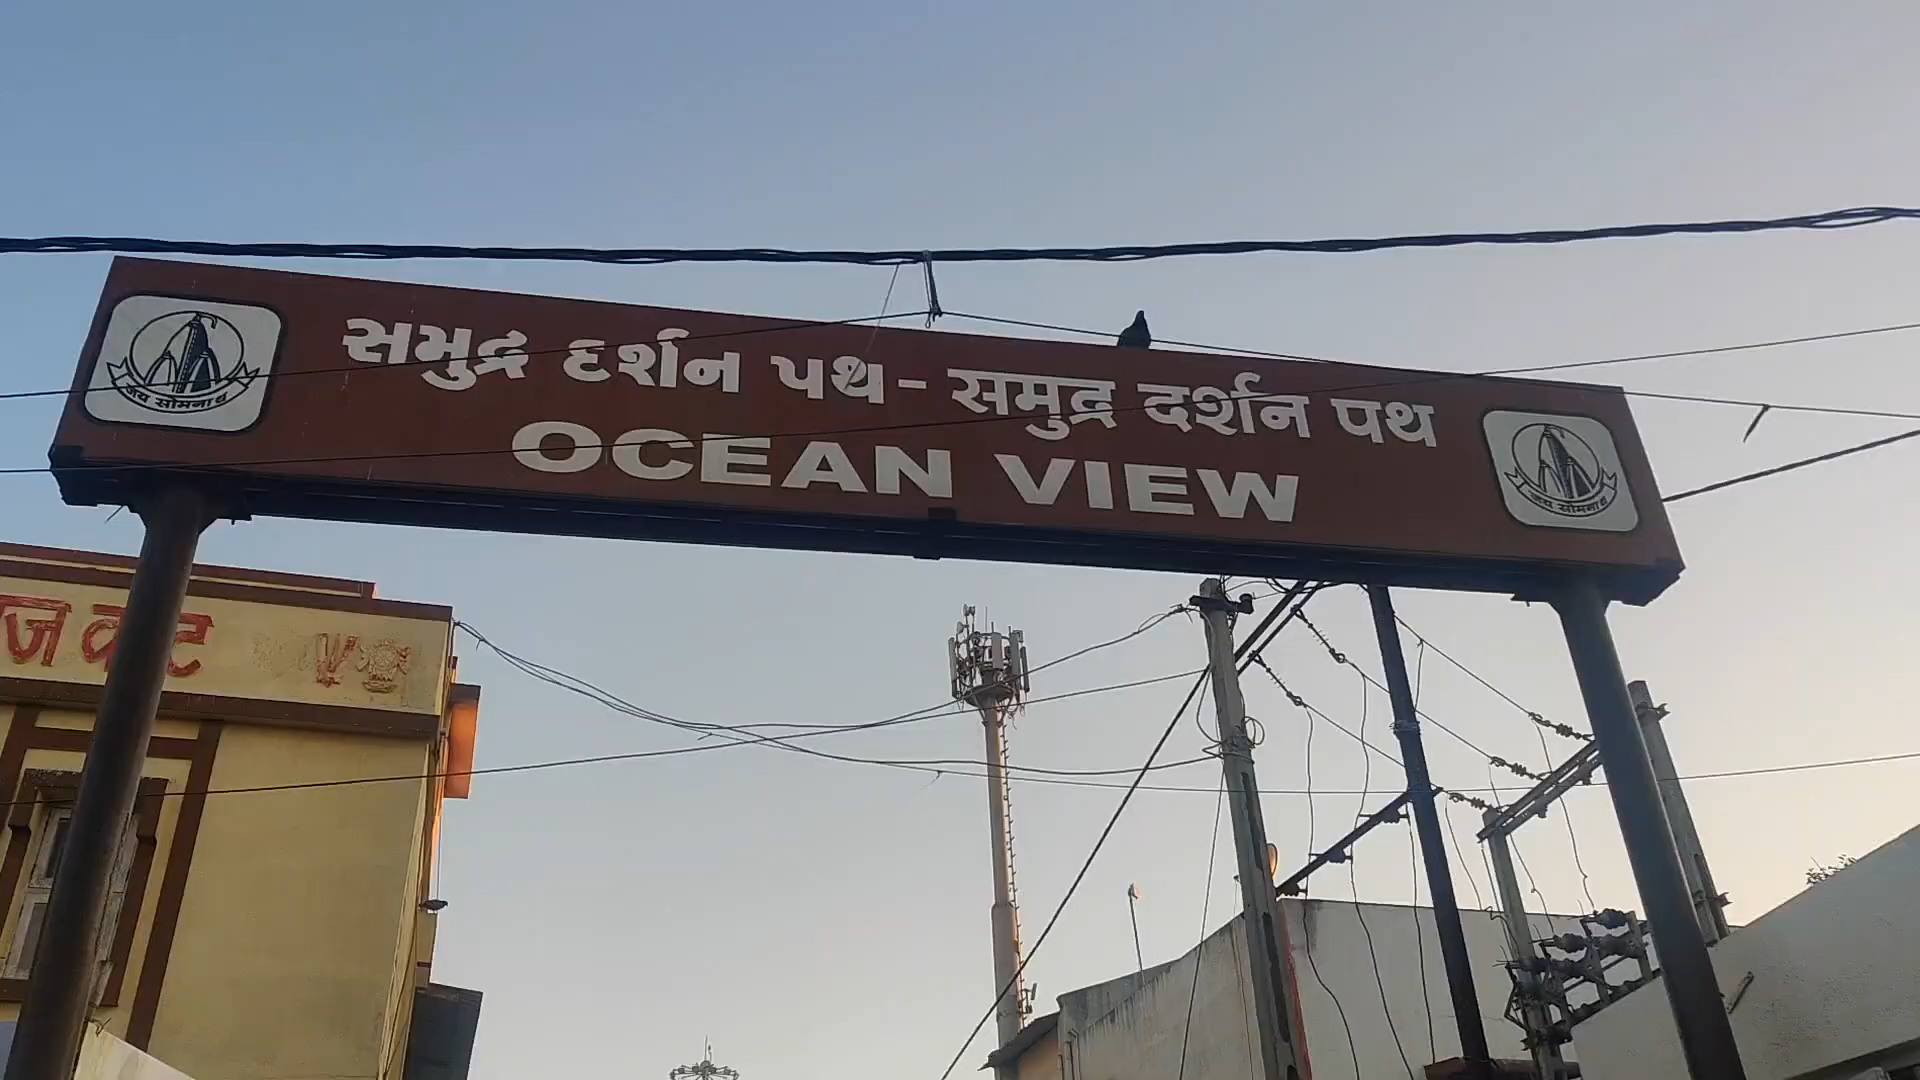 સમુદ્ર દર્શન પથ - समुद्र दर्शन पथ
OCEAN VIEW
जय सोमनाथ
जय सोमनाथ